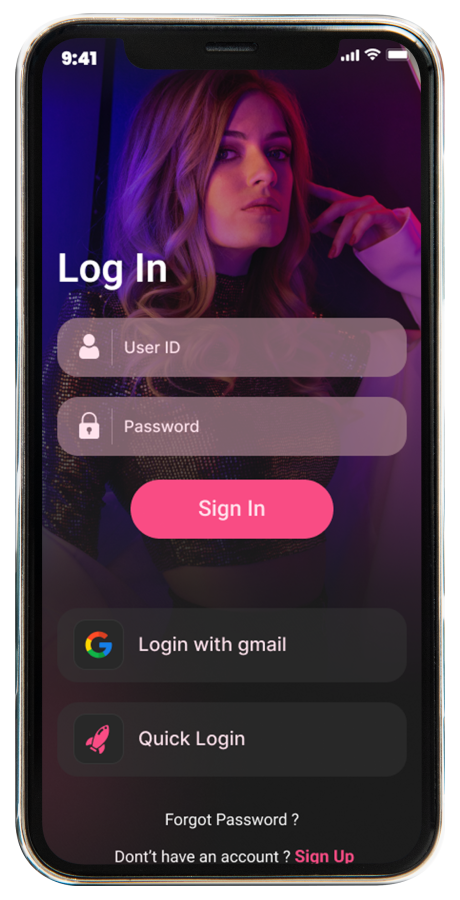 9:41
Log In
User ID
Password
Sign In
Login with gmail
Quick Login
Forgot Password ?
Dont't have an account ? Sign Up